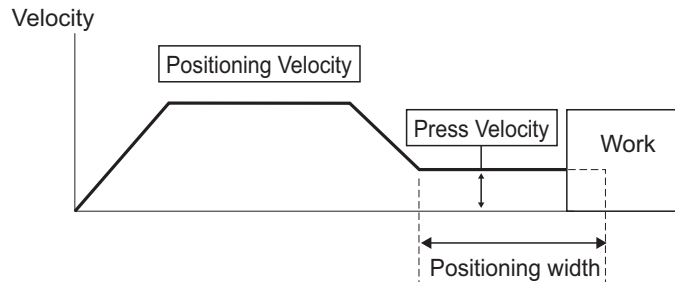 Velocity
Positioning Velocity
Press Velocity
Work
Positioning width